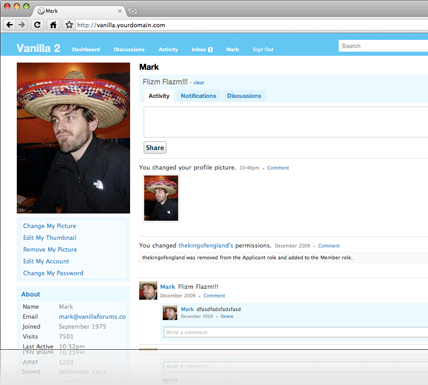 Mark
http://vanilla.yourdomain.com
Vanilla 2 Dashboard Discussions Activity Inbox Mark Sign Out
Search
Mark
Flizm Flazm!!! - clear
Activity Notifications Discussions
Share
You changed your profile picture. 10:46pm • Comment
Change My Picture
Edit My Thumbnail
Remove My Picture
Edit My Account
Change My Password
You changed thekingofengland's permissions. December 2009 • Comment
thekingofengland was removed from the Applicant role and added to the Member role.
About
Name Mark
Email mark@vanillaforums.co
Joined September 1975
Visits 7501
Last Active 10:32pm
Mark Flizm Flazm!!!
December 2009 • Comment
Mark dfasdfadsfadsfasd
December 2009 • Delete
Write a comment